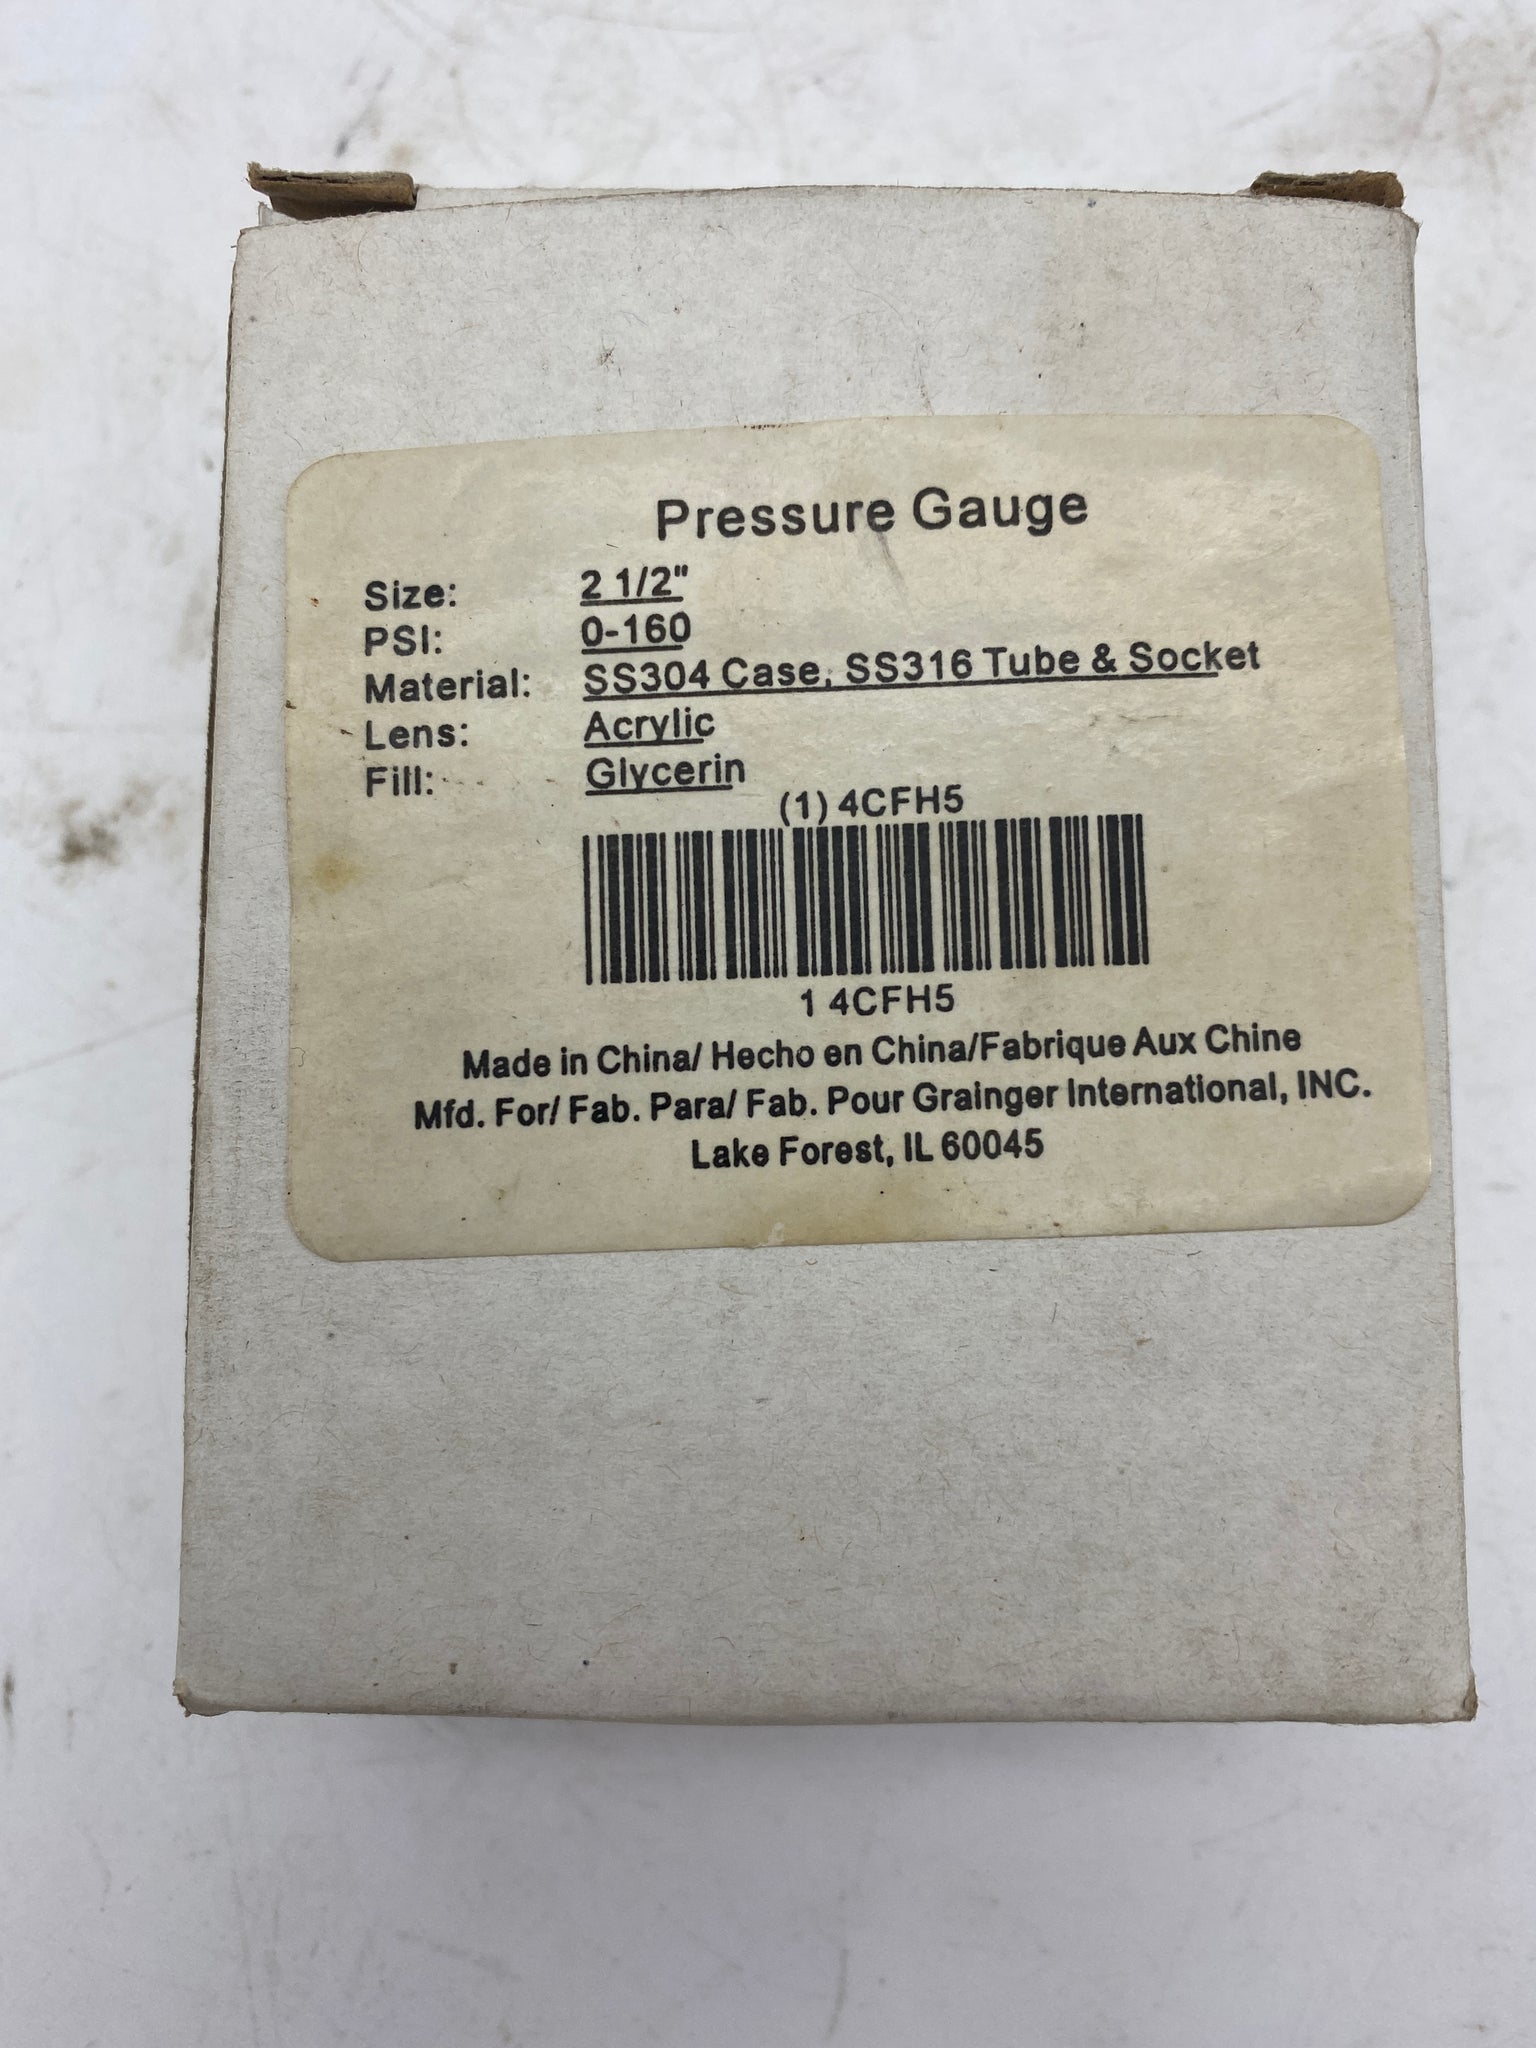 Pressure Gauge
Size: 2 1/2"
PSI: 0-160
Material: SS304 Case, SS316 Tube & Socket
Lens: Acrylic
Fill: Glycerin
(1) 4CFH5
1 4CFH5
Made in China/ Hecho en China/Fabrique Aux Chine
Mfd. For/ Fab. Para/ Fab. Pour Grainger International, INC.
Lake Forest, IL 60045